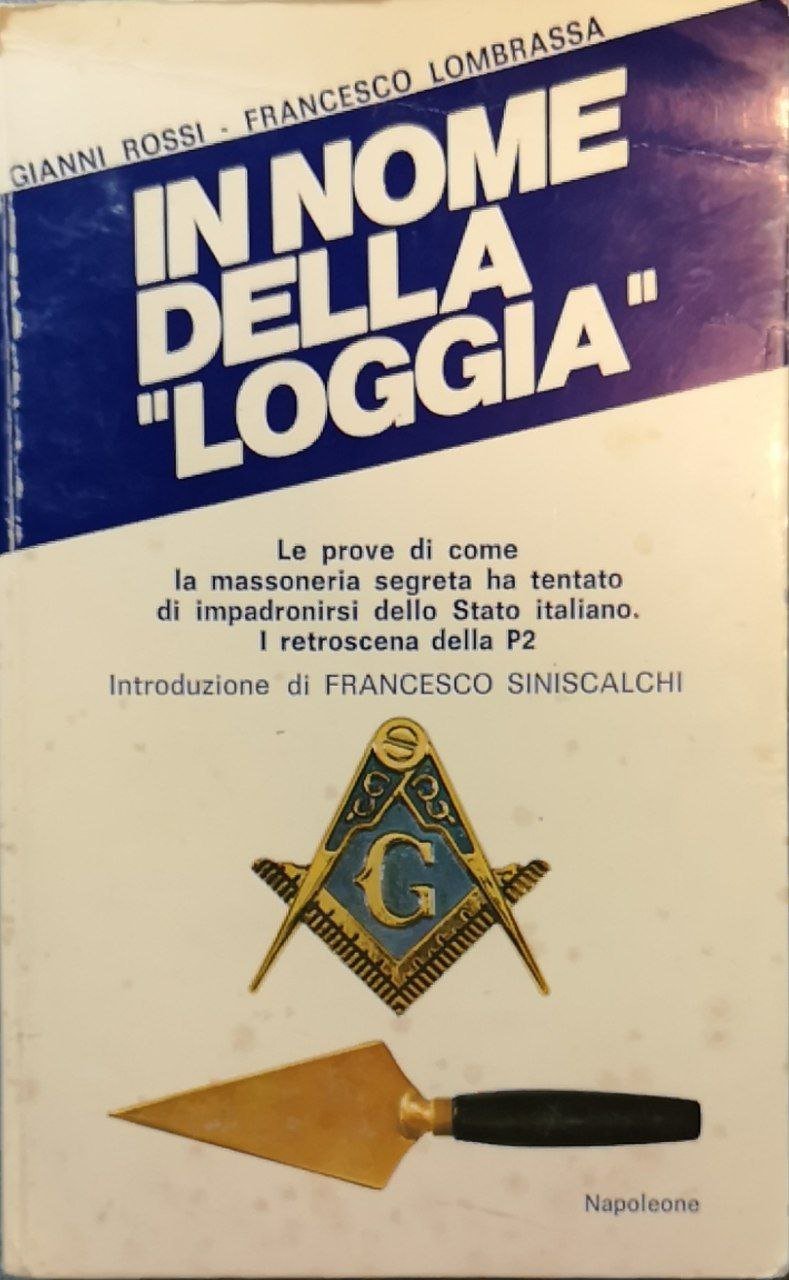 GIANNI ROSSI - FRANCESCO LOMBRASSA
IN NOME
DELLA
"LOGGIA"
Le prove di come
la massoneria segreta ha tentato
di impadronirsi dello Stato italiano.
I retroscena della P2
Introduzione di FRANCESCO SINISCALCHI
G
Napoleone